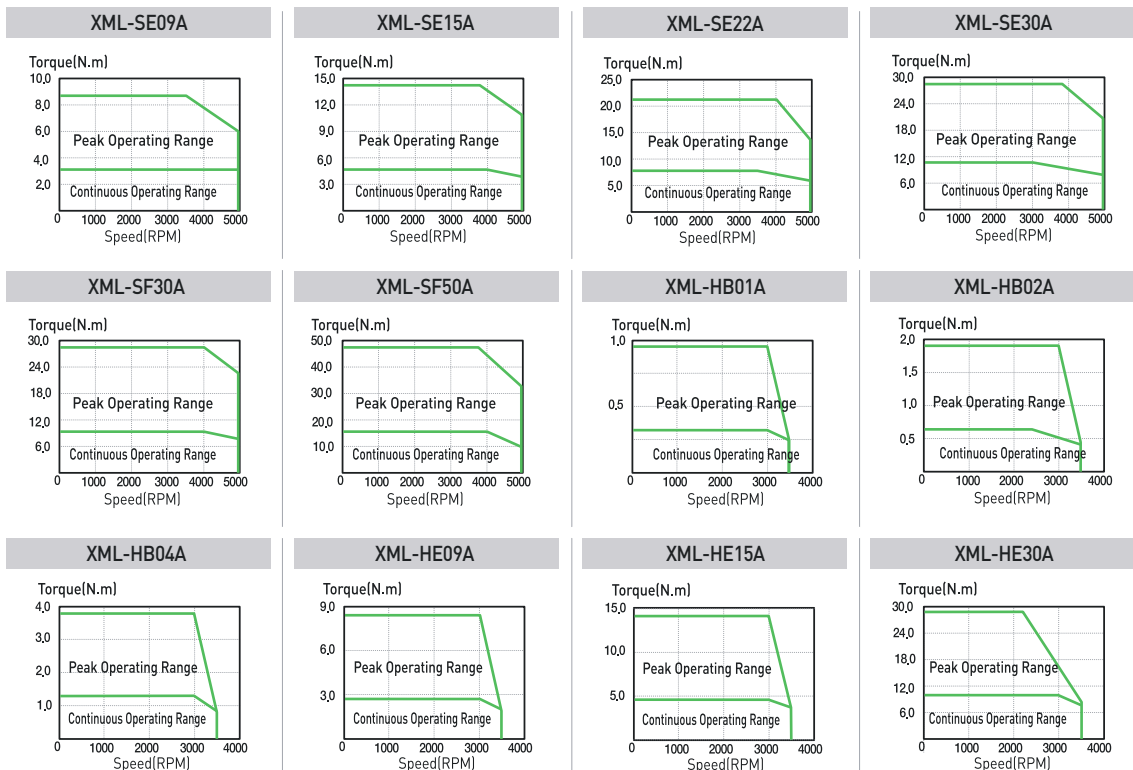 XML-SE09A
Torque(N.m)
10,0
8,0
6,0
4,0
2,0
Peak Operating Range
Continuous Operating Range
0 1000 2000 3000 4000 5000
Speed(RPM)
XML-SE15A
Torque(N.m)
15,0
12,0
9,0
6,0
3,0
Peak Operating Range
Continuous Operating Range
0 1000 2000 3000 4000 5000
Speed(RPM)
XML-SE22A
Torque(N.m)
25,0
20,0
15,0
10,0
5,0
Peak Operating Range
Continuous Operating Range
0 1000 2000 3000 4000 5000
Speed(RPM)
XML-SE30A
Torque(N.m)
30,0
24,0
18,0
12,0
6,0
Peak Operating Range
Continuous Operating Range
0 1000 2000 3000 4000 5000
Speed(RPM)
XML-SF30A
Torque(N.m)
30,0
24,0
18,0
12,0
6,0
Peak Operating Range
Continuous Operating Range
0 1000 2000 3000 4000 5000
Speed(RPM)
XML-SF50A
Torque(N.m)
50,0
40,0
30,0
20,0
10,0
Peak Operating Range
Continuous Operating Range
0 1000 2000 3000 4000 5000
Speed(RPM)
XML-HB01A
Torque(N.m)
1,0
0,5
Peak Operating Range
Continuous Operating Range
0 1000 2000 3000 4000
Speed(RPM)
XML-HB02A
Torque(N.m)
2,0
1,5
1,0
0,5
Peak Operating Range
Continuous Operating Range
0 1000 2000 3000 4000
Speed(RPM)
XML-HB04A
Torque(N.m)
4,0
3,0
2,0
1,0
Peak Operating Range
Continuous Operating Range
0 1000 2000 3000 4000
Speed(RPM)
XML-HE09A
Torque(N.m)
9,0
6,0
3,0
Peak Operating Range
Continuous Operating Range
0 1000 2000 3000 4000
Speed(RPM)
XML-HE15A
Torque(N.m)
15,0
10,0
5,0
Peak Operating Range
Continuous Operating Range
0 1000 2000 3000 4000
Speed(RPM)
XML-HE30A
Torque(N.m)
30,0
24,0
18,0
12,0
6,0
Peak Operating Range
Continuous Operating Range
0 1000 2000 3000 4000
Speed(RPM)